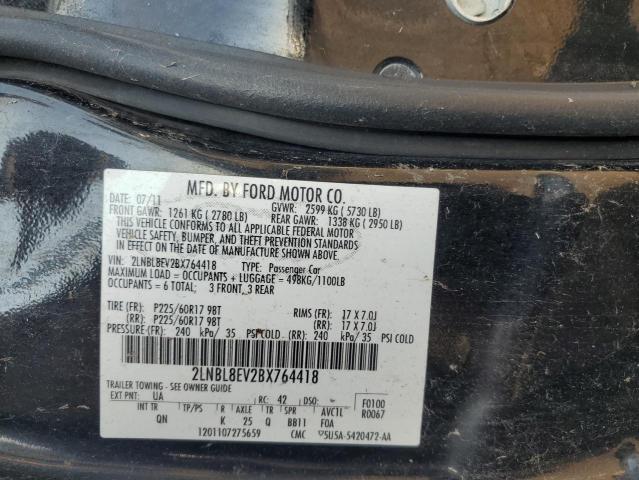 MFD. BY FORD MOTOR CO.
DATE: 07/11 GVWR: 2599 KG ( 5730 LB)
FRONT GAWR: 1261 KG ( 2780 LB) REAR GAWR: 1338 KG ( 2950 LB)
THIS VEHICLE CONFORMS TO ALL APPLICABLE FEDERAL MOTOR
VEHICLE SAFETY, BUMPER, AND THEFT PREVENTION STANDARDS
IN EFFECT ON THE DATE OF MANUFACTURE SHOWN ABOVE.
VIN: 2LNBL8EV2BX764418 TYPE: Passenger Car
MAXIMUM LOAD = OCCUPANTS + LUGGAGE = 498KG/1100LB
OCCUPANTS = 6 TOTAL: 3 FRONT, 3 REAR
TIRE (FR): P225/60R17 98T RIMS (FR): 17 X 7.0J
(RR): P225/60R17 98T (RR): 17 X 7.0J
PRESSURE:(FR) 240 kPa/ 35 PSI COLD (RR) 240 kPa/ 35 PSI COLD
2LNBL8EV2BX764418
TRAILER TOWING - SEE OWNER GUIDE
EXT PNT: UA RC: 42 DSO: F0100
INT TR TP/PS R AXLE TR SPR AVCTL R0067
QN K 25 Q BB11 FOA
1201107275659 CMC 5U5A-5420472-AA